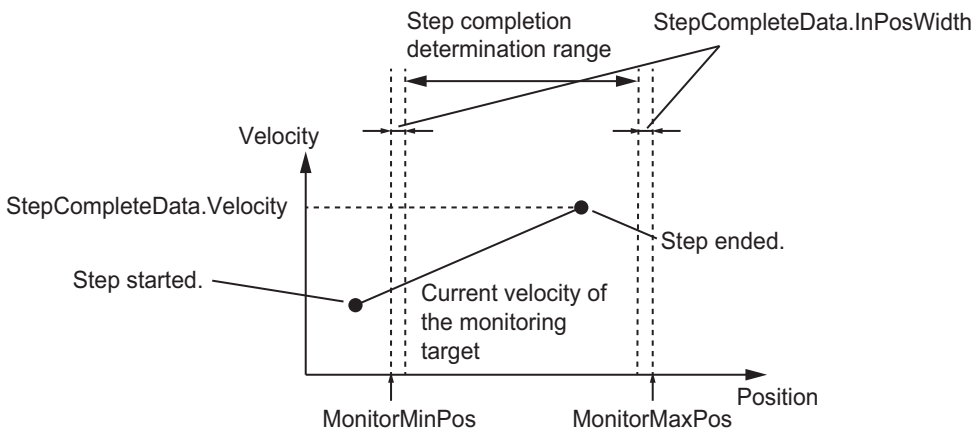 Step completion
determination range
StepCompleteData.InPosWidth
Velocity
StepCompleteData.Velocity
Step ended.
Step started.
Current velocity of
the monitoring
target
Position
MonitorMinPos
MonitorMaxPos